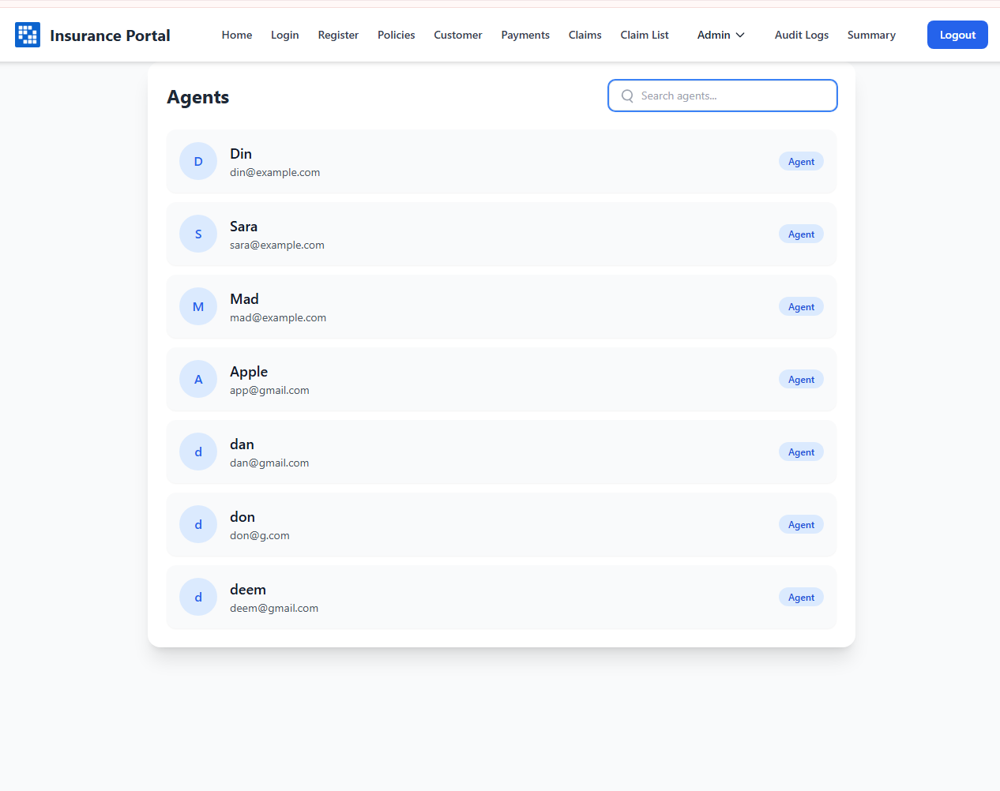 Insurance Portal Home Login Register Policies Customer Payments Claims Claim List Admin Audit Logs Summary Logout
Agents Search agents...
D Din Agent
din@example.com
S Sara Agent
sara@example.com
M Mad Agent
mad@example.com
A Apple Agent
app@gmail.com
d dan Agent
dan@gmail.com
d don Agent
don@g.com
d deem Agent
deem@gmail.com